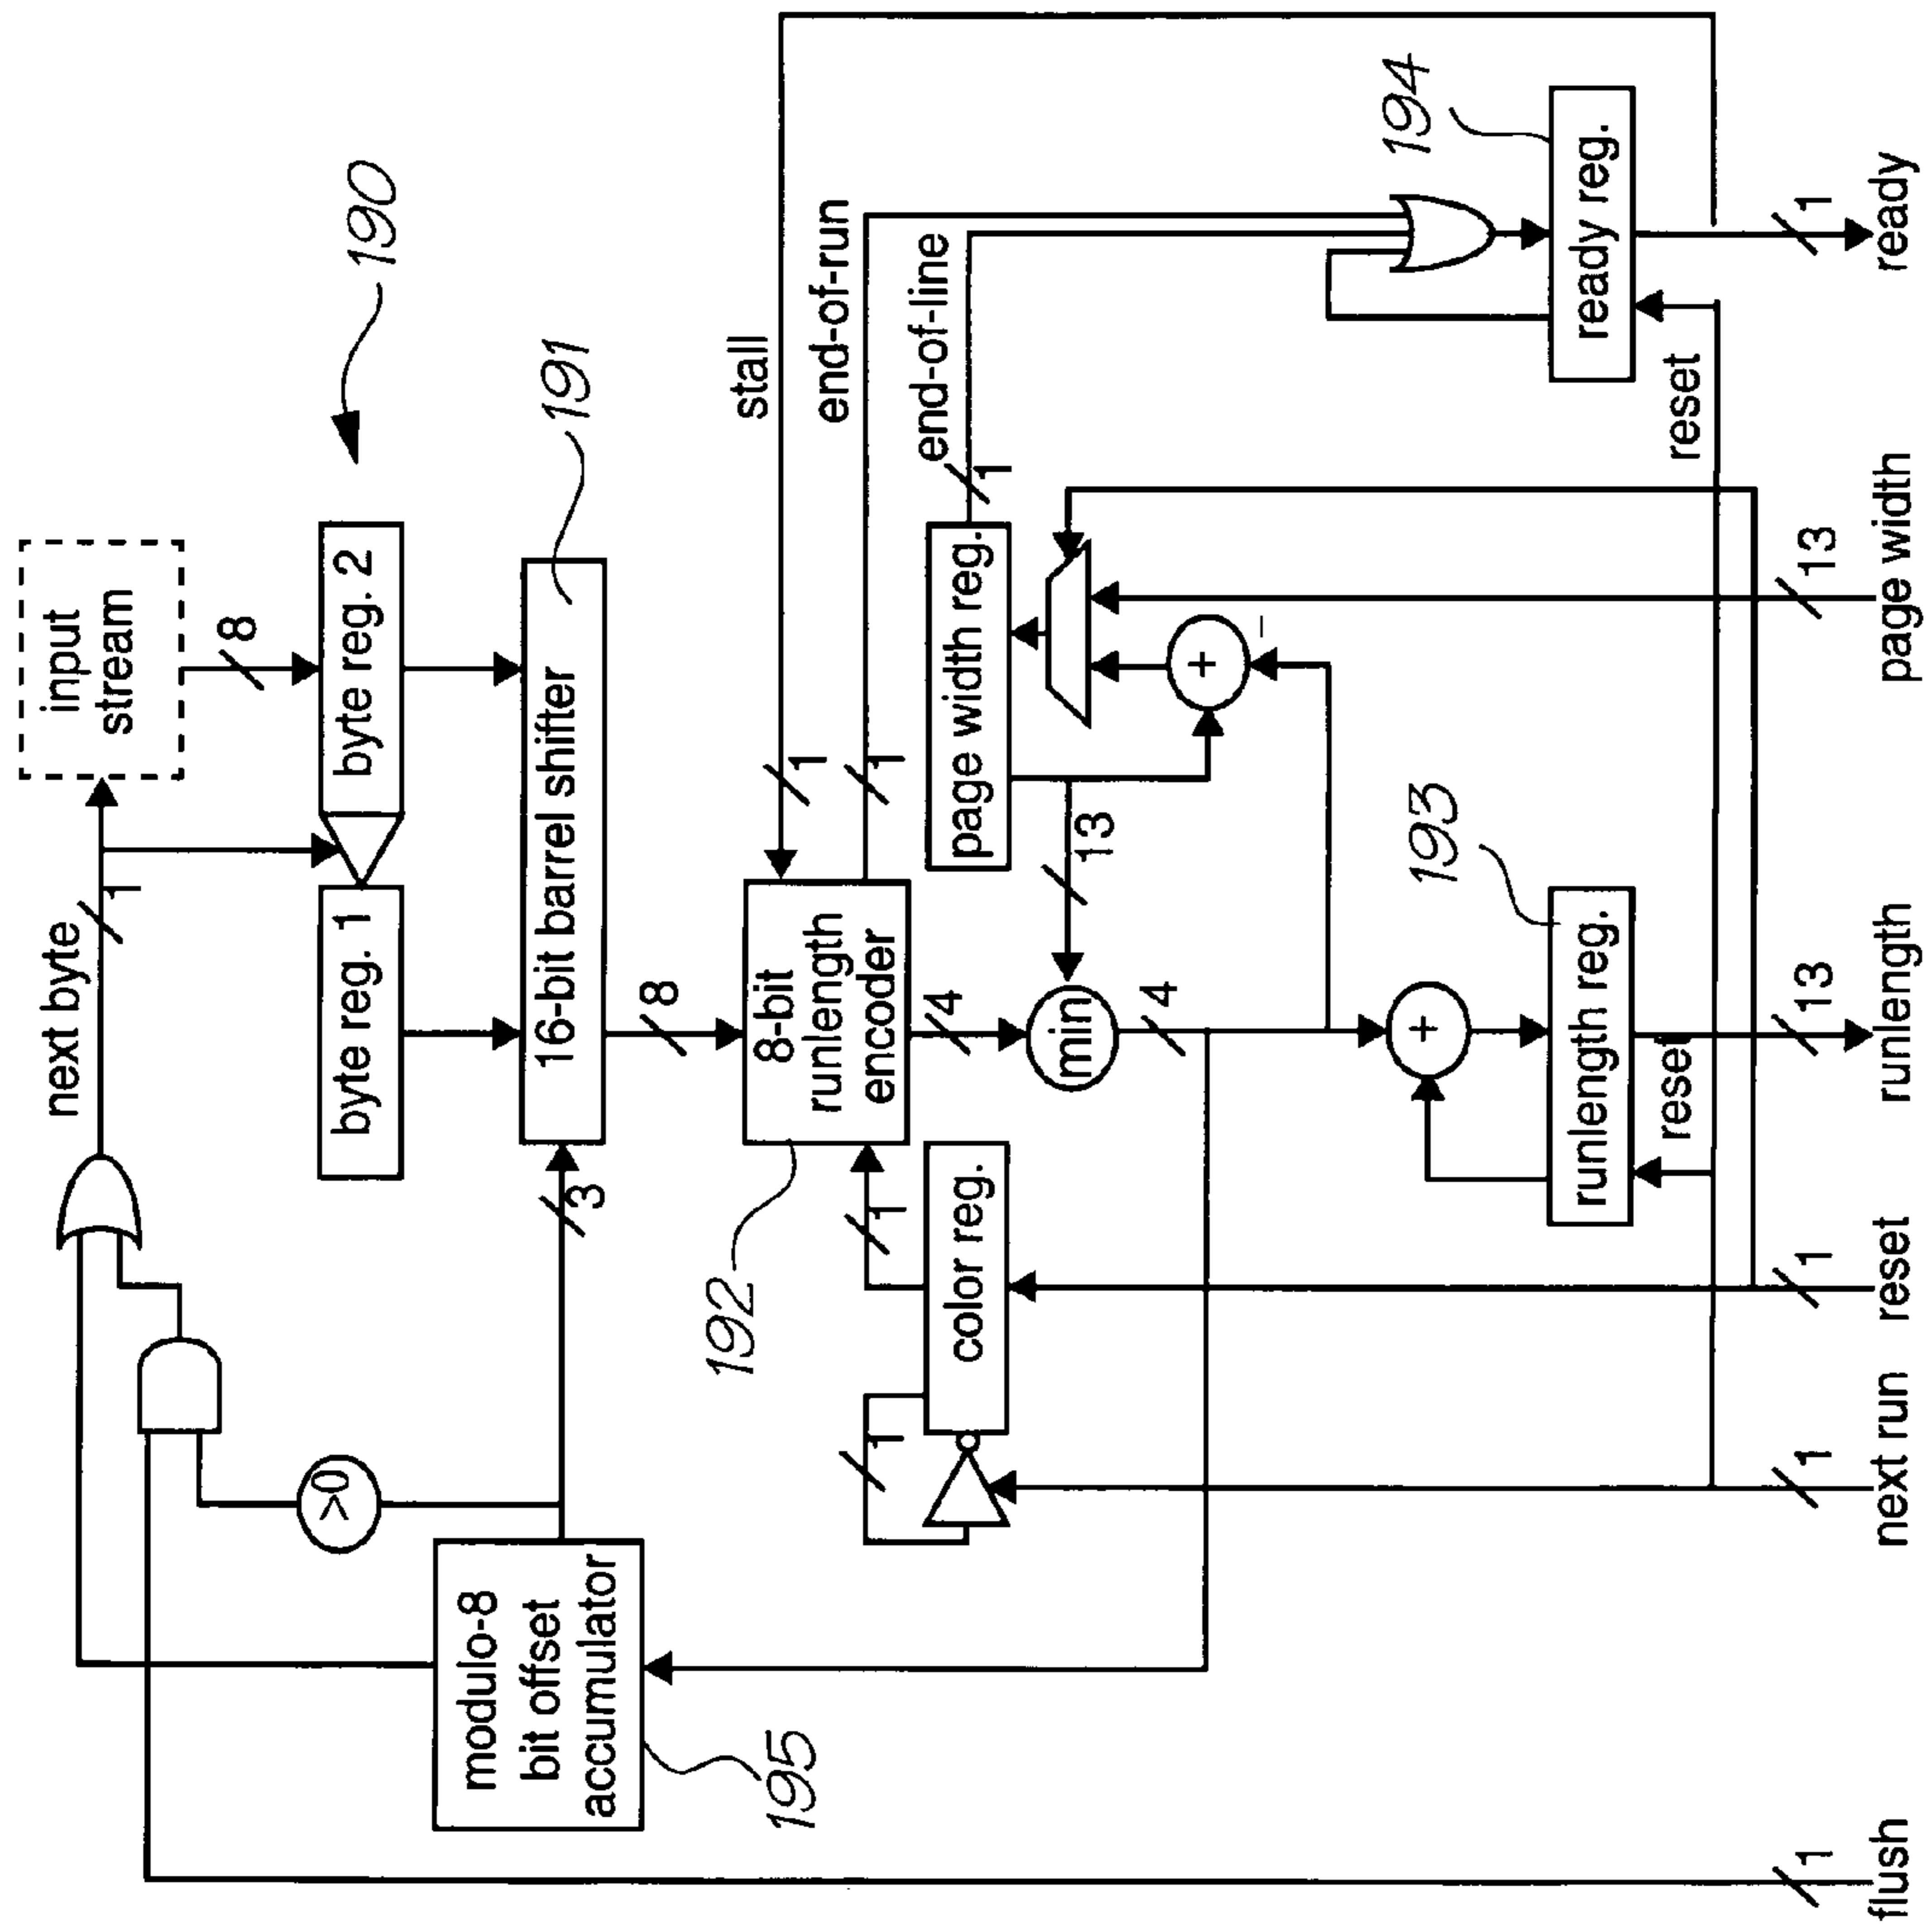 190
input
stream
next byte
1
8
byte reg. 1
byte reg. 2
>0
modulo-8
bit offset
accumulator
195
3
16-bit barrel shifter
191
8
stall
1
end-of-run
1
8-bit
runlength
encoder
192
1
color reg.
1
4
end-of-line
1
page width reg.
13
min
4
+
–
+
193
runlength reg.
reset
194
ready reg.
reset
1
flush
1
next run
1
reset
13
runlength
13
page width
1
ready